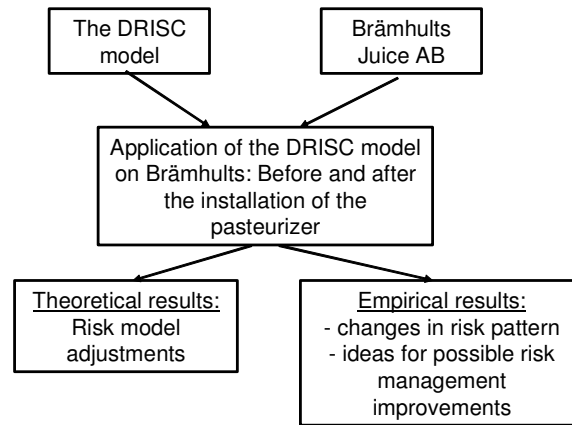 The DRISC
model
Brämhults
Juice AB
Application of the DRISC model
on Brämhults: Before and after
the installation of the
pasteurizer
Theoretical results:
Risk model
adjustments
Empirical results:
- changes in risk pattern
- ideas for possible risk
management
improvements